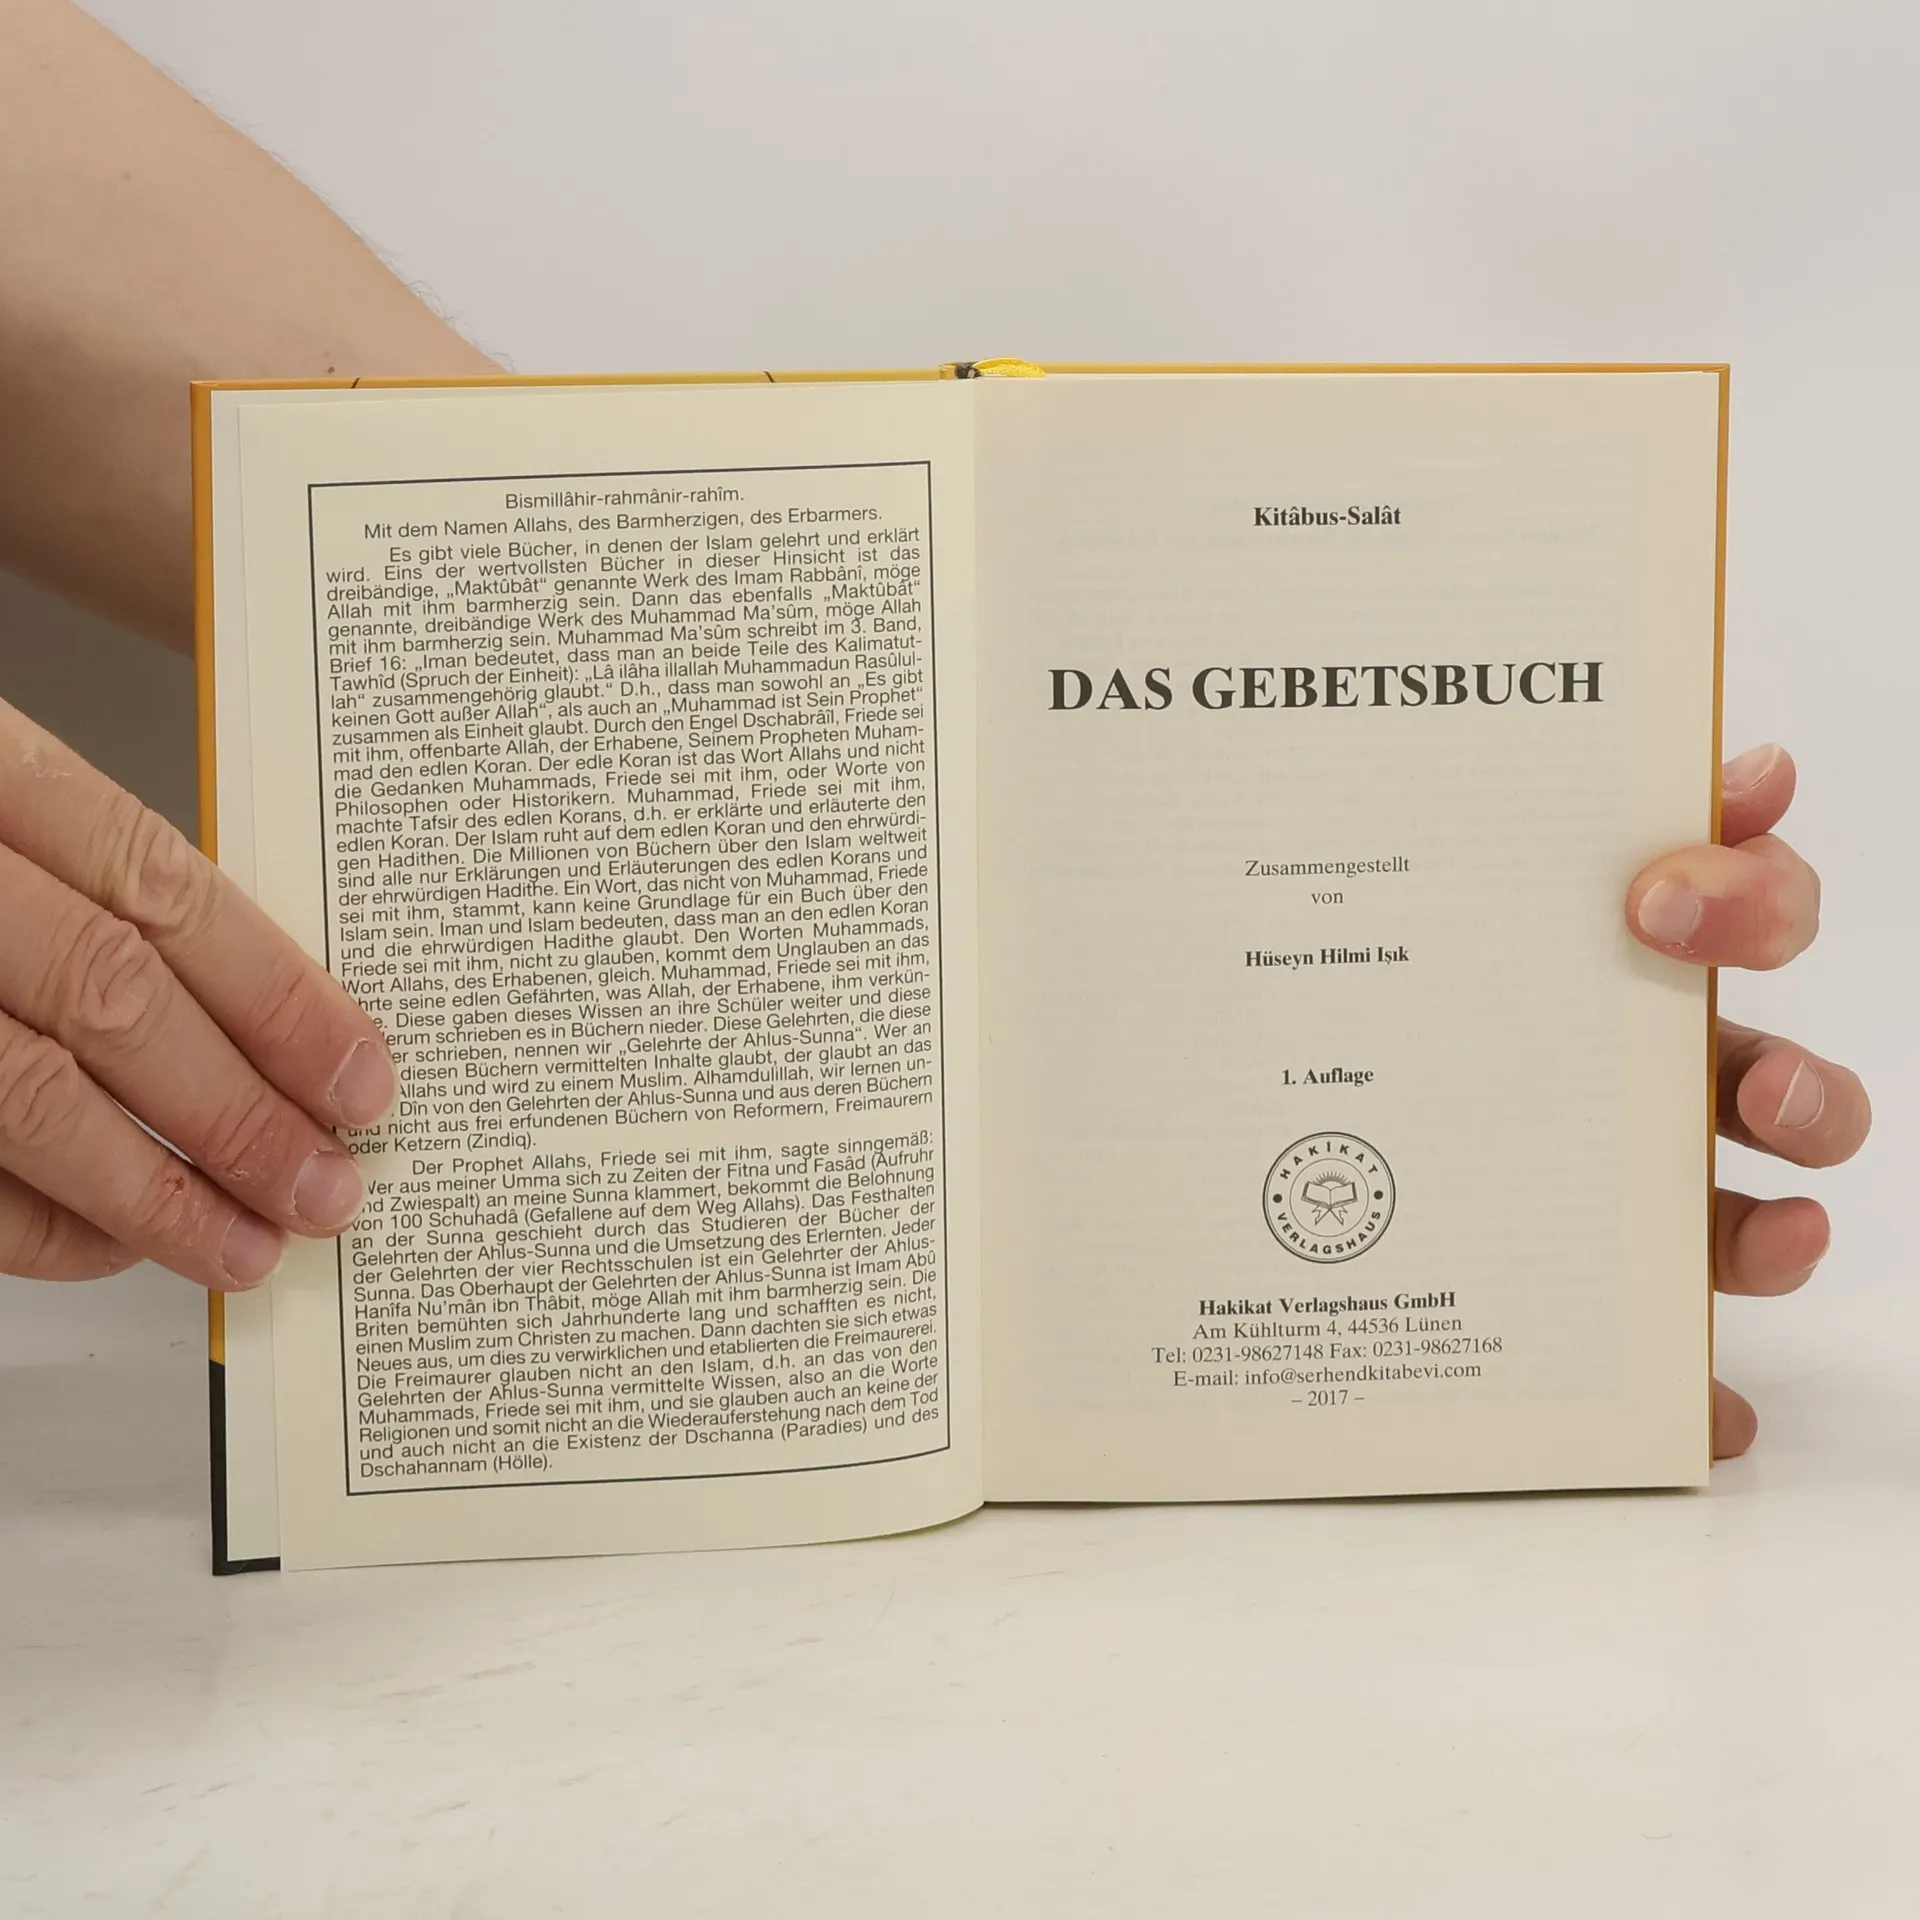 Bismillâhir-rahmânir-rahîm.
Mit dem Namen Allahs, des Barmherzigen, des Erbarmers.
Es gibt viele Bücher, in denen der Islam gelehrt und erklärt
wird. Eins der wertvollsten Bücher in dieser Hinsicht ist das
dreibändige, „Maktûbât“ genannte Werk des Imam Rabbânî, möge
Allah mit ihm barmherzig sein. Dann das ebenfalls „Maktûbât“
genannte, dreibändige Werk des Muhammad Ma'sûm, möge Allah
mit ihm barmherzig sein. Muhammad Ma'sûm schreibt im 3. Band,
Brief 16: „Iman bedeutet, dass man an beide Teile des Kalimatut-
Tawhîd (Spruch der Einheit): „Lâ ilâha illallah Muhammadun Rasûlul-
lah“ zusammengehörig glaubt.“ D.h., dass man sowohl an „Es gibt
keinen Gott außer Allah“, als auch an „Muhammad ist Sein Prophet“
zusammen als Einheit glaubt. Durch den Engel Dschabrâîl, Friede sei
mit ihm, offenbarte Allah, der Erhabene, Seinem Propheten Muham-
mad den edlen Koran. Der edle Koran ist das Wort Allahs und nicht
die Gedanken Muhammads, Friede sei mit ihm, oder Worte von
Philosophen oder Historikern. Muhammad, Friede sei mit ihm,
machte Tafsir des edlen Korans, d.h. er erklärte und erläuterte den
edlen Koran. Der Islam ruht auf dem edlen Koran und den ehrwürdi-
gen Hadithen. Die Millionen von Büchern über den Islam weltweit
sind alle nur Erklärungen und Erläuterungen des edlen Korans und
der ehrwürdigen Hadithe. Ein Wort, das nicht von Muhammad, Friede
sei mit ihm, stammt, kann keine Grundlage für ein Buch über den
Islam sein. Iman und Islam bedeuten, dass man an den edlen Koran
und die ehrwürdigen Hadithe glaubt. Den Worten Muhammads,
Friede sei mit ihm, nicht zu glauben, kommt dem Unglauben an das
Wort Allahs, des Erhabenen, gleich. Muhammad, Friede sei mit ihm,
hrte seine edlen Gefährten, was Allah, der Erhabene, ihm verkün-
e. Diese gaben dieses Wissen an ihre Schüler weiter und diese
erum schrieben es in Büchern nieder. Diese Gelehrten, die diese
er schrieben, nennen wir „Gelehrte der Ahlus-Sunna“. Wer an
diesen Büchern vermittelten Inhalte glaubt, der glaubt an das
Allahs und wird zu einem Muslim. Alhamdulillah, wir lernen un-
Dîn von den Gelehrten der Ahlus-Sunna und aus deren Büchern
und nicht aus frei erfundenen Büchern von Reformern, Freimaurern
oder Ketzern (Zindiq).
Der Prophet Allahs, Friede sei mit ihm, sagte sinngemäß:
Wer aus meiner Umma sich zu Zeiten der Fitna und Fasâd (Aufruhr
nd Zwiespalt) an meine Sunna klammert, bekommt die Belohnung
von 100 Schuhadâ (Gefallene auf dem Weg Allahs). Das Festhalten
an der Sunna geschieht durch das Studieren der Bücher der
Gelehrten der Ahlus-Sunna und die Umsetzung des Erlernten. Jeder
der Gelehrten der vier Rechtsschulen ist ein Gelehrter der Ahlus-
Sunna. Das Oberhaupt der Gelehrten der Ahlus-Sunna ist Imam Abû
Hanîfa Nu'mân ibn Thâbit, möge Allah mit ihm barmherzig sein. Die
Briten bemühten sich Jahrhunderte lang und schafften es nicht,
einen Muslim zum Christen zu machen. Dann dachten sie sich etwas
Neues aus, um dies zu verwirklichen und etablierten die Freimaurerei.
Die Freimaurer glauben nicht an den Islam, d.h. an das von den
Gelehrten der Ahlus-Sunna vermittelte Wissen, also an die Worte
Muhammads, Friede sei mit ihm, und sie glauben auch an keine der
Religionen und somit nicht an die Wiederauferstehung nach dem Tod
und auch nicht an die Existenz der Dschanna (Paradies) und des
Dschahannam (Hölle).
Kitâbus-Salât
DAS GEBETSBUCH
Zusammengestellt
von
Hüseyn Hilmi Işık
1. Auflage
HAKİKAT
VERLAGSHAUS
Hakikat Verlagshaus GmbH
Am Kühlturm 4, 44536 Lünen
Tel: 0231-98627148 Fax: 0231-98627168
E-mail: info@serhendkitabevi.com
– 2017 –